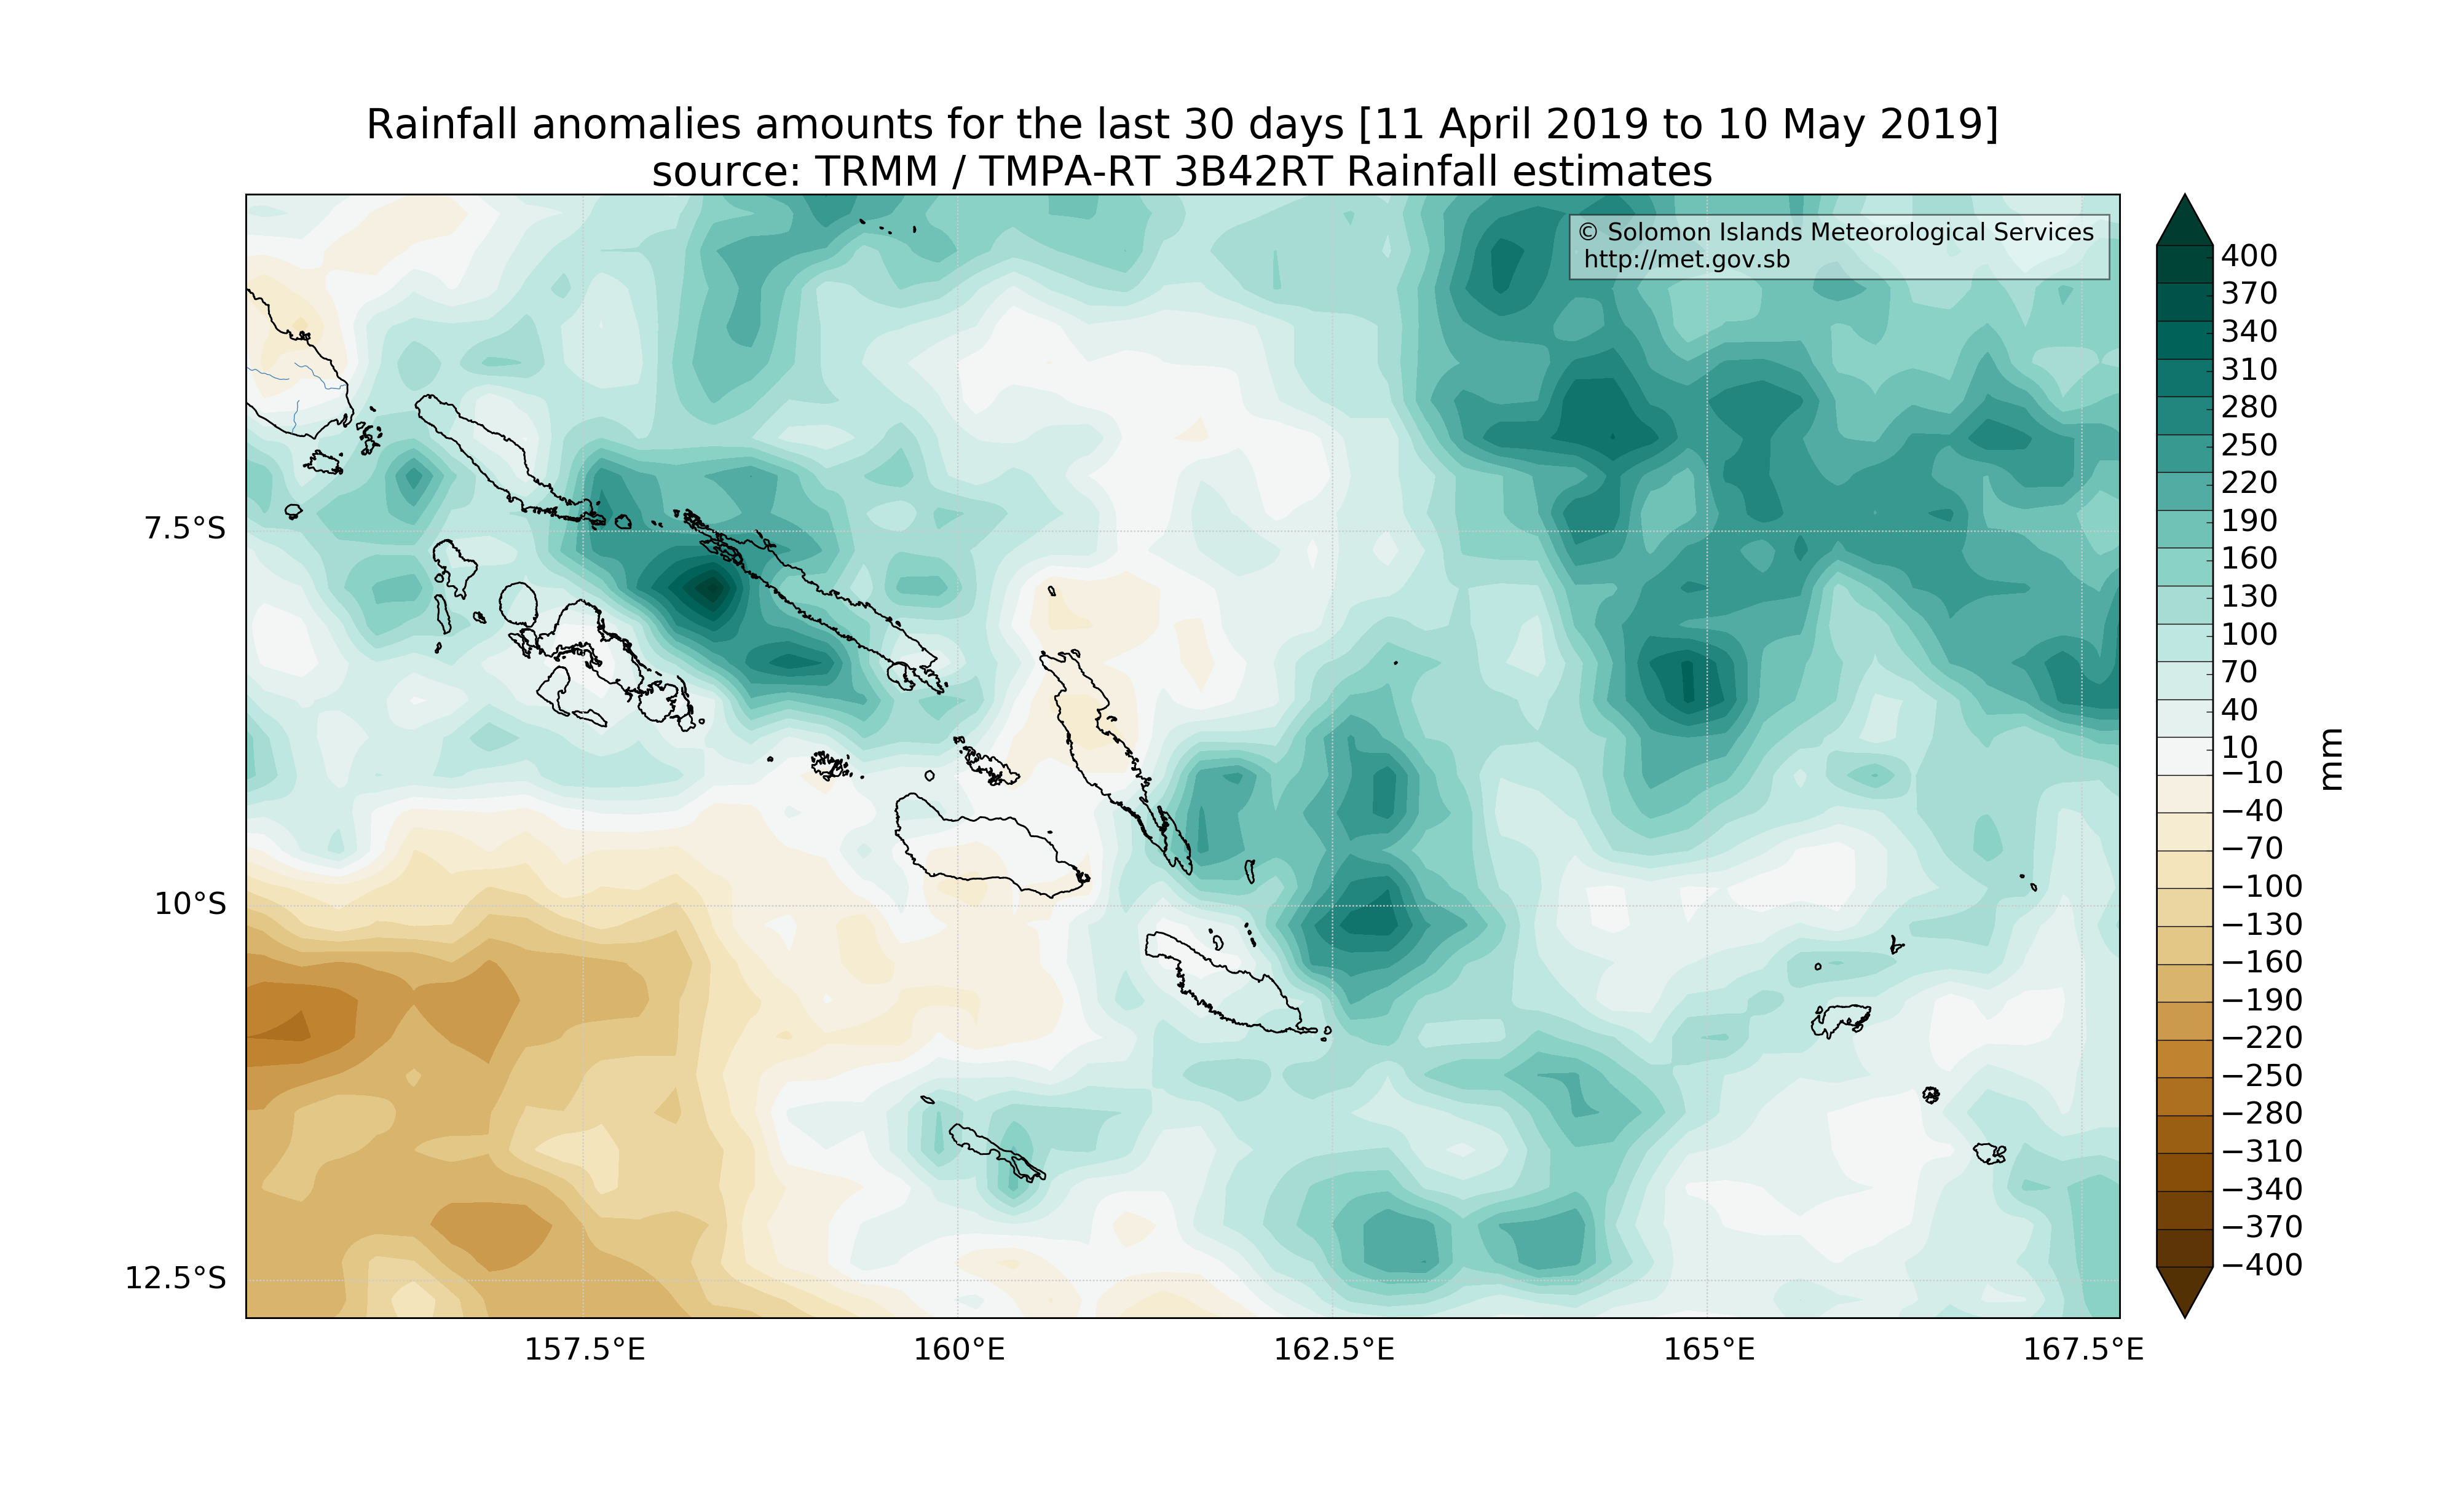 Rainfall anomalies amounts for the last 30 days [11 April 2019 to 10 May 2019]
source: TRMM / TMPA-RT 3B42RT Rainfall estimates
© Solomon Islands Meteorological Services
http://met.gov.sb
7.5°S
10°S
12.5°S
157.5°E
160°E
162.5°E
165°E
167.5°E
400
370
340
310
280
250
220
190
160
130
100
70
40
10
−10
−40
−70
−100
−130
−160
−190
−220
−250
−280
−310
−340
−370
−400
mm